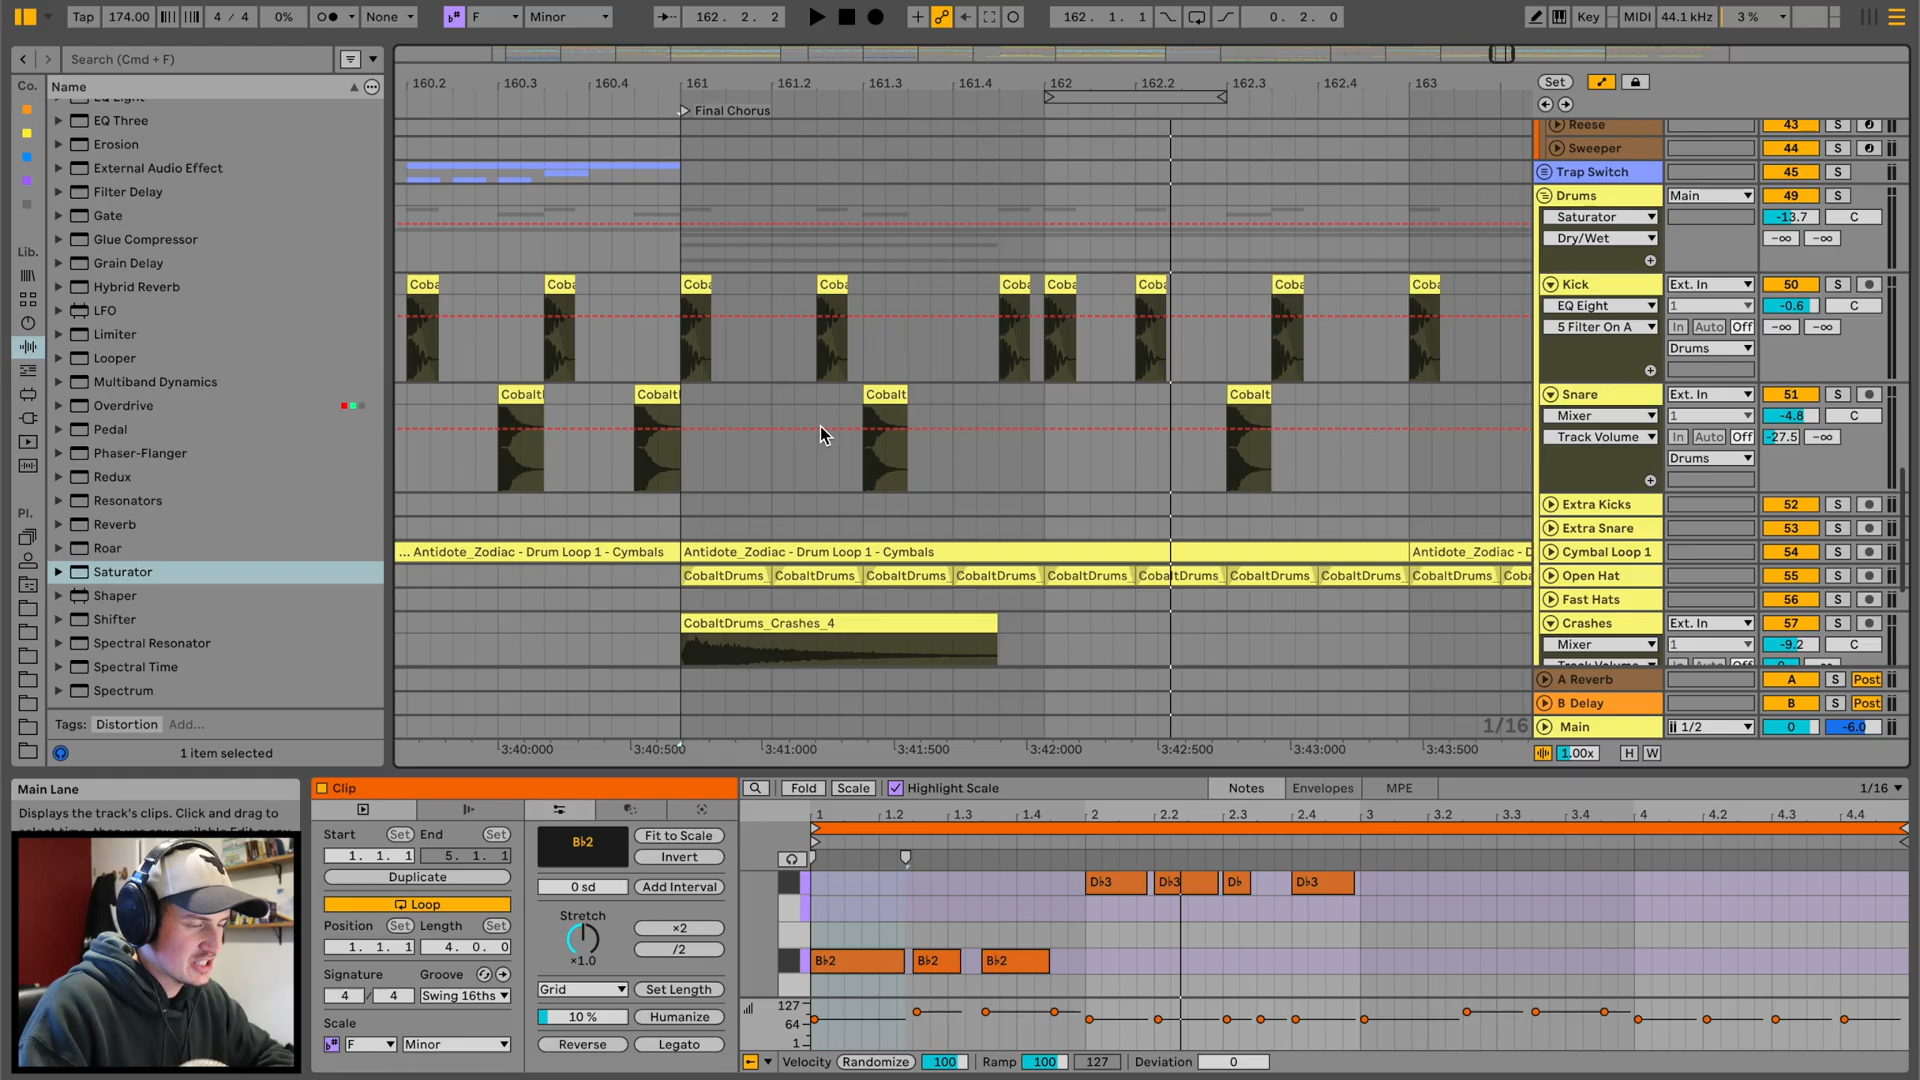 Tap 174.00 4 / 4 0% None F Minor 162. 2. 2 162. 1. 1 0. 2. 0 Key MIDI 44.1 kHz 3 %
Search (Cmd + F)
Co. Name
EQ Eight
EQ Three
Erosion
External Audio Effect
Filter Delay
Gate
Glue Compressor
Grain Delay
Hybrid Reverb
LFO
Limiter
Looper
Multiband Dynamics
Overdrive
Pedal
Phaser-Flanger
Redux
Resonators
Reverb
Roar
Saturator
Shaper
Shifter
Spectral Resonator
Spectral Time
Spectrum
Lib.
Pl.
Tags: Distortion Add...
1 item selected
160.2 160.3 160.4 161 161.2 161.3 161.4 162 162.2 162.3 162.4 163
Final Chorus
Set
Reese 43 S
Sweeper 44 S
Trap Switch 45 S
Drums Main 49 S
Saturator -13.7 C
Dry/Wet -∞ -∞
Coba Coba Coba Coba Coba Coba Coba Coba Coba
Kick Ext. In 50 S
EQ Eight 1 -0.6 C
5 Filter On A In Auto Off -∞ -∞
Drums
Cobalt Cobalt Cobalt Cobalt
Snare Ext. In 51 S
Mixer 1 -4.8 C
Track Volume In Auto Off -27.5 -∞
Drums
Extra Kicks 52 S
Extra Snare 53 S
... Antidote_Zodiac - Drum Loop 1 - Cymbals Antidote_Zodiac - Drum Loop 1 - Cymbals Antidote_Zodiac - D
Cymbal Loop 1 54 S
CobaltDrums_ CobaltDrums_ CobaltDrums_ CobaltDrums_ CobaltDrums_ CobaltDrums_ CobaltDrums_ CobaltDrums_ CobaltDrums_ Coba
Open Hat 55 S
Fast Hats 56 S
CobaltDrums_Crashes_4
Crashes Ext. In 57 S
Mixer 1 -9.2 C
A Reverb A S Post
B Delay B S Post
1/16
Main 1/2 0 -6.0
3:40:000 3:40:500 3:41:000 3:41:500 3:42:000 3:42:500 3:43:000 3:43:500
1.00x H W
Main Lane
Displays the track's clips. Click and drag to
Clip
Start Set End Set
1. 1. 1 5. 1. 1
Duplicate
Loop
Position Set Length Set
1. 1. 1 4. 0. 0
Signature Groove
4 / 4 Swing 16ths
Scale
F Minor
B♭2
Fit to Scale
Invert
0 sd Add Interval
Stretch
×2
/2
×1.0
Grid Set Length
10 % Humanize
Reverse Legato
Fold Scale Highlight Scale Notes Envelopes MPE 1/16
1 1.2 1.3 1.4 2 2.2 2.3 2.4 3 3.2 3.3 3.4 4 4.2 4.3 4.4
D♭3 D♭3 D♭ D♭3
B♭2 B♭2 B♭2
127
64
1
Velocity Randomize 100 Ramp 100 127 Deviation 0